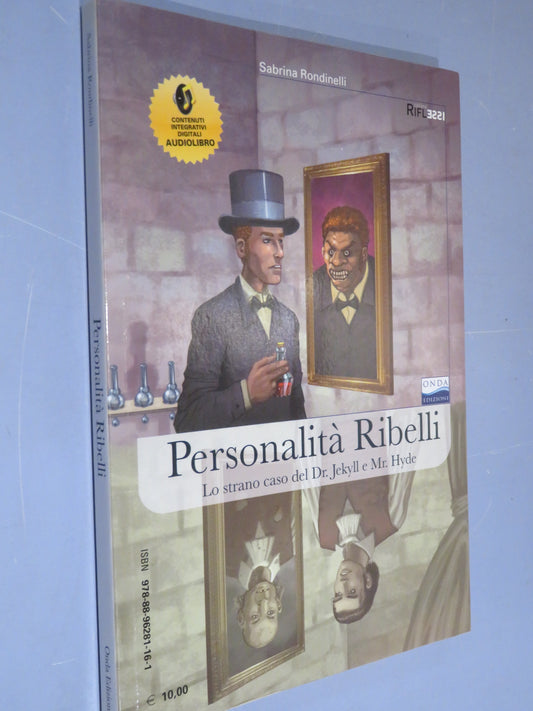 Sabrina Rondinelli
RIFLESSI
CONTENUTI
INTEGRATIVI
DIGITALI
AUDIOLIBRO
ONDA
EDIZIONI
Personalità Ribelli
Lo strano caso del Dr. Jekyll e Mr. Hyde
ISBN 978-88-96281-16-1
€ 10,00
Sabrina Rondinelli
Personalità Ribelli
Onda Edizioni